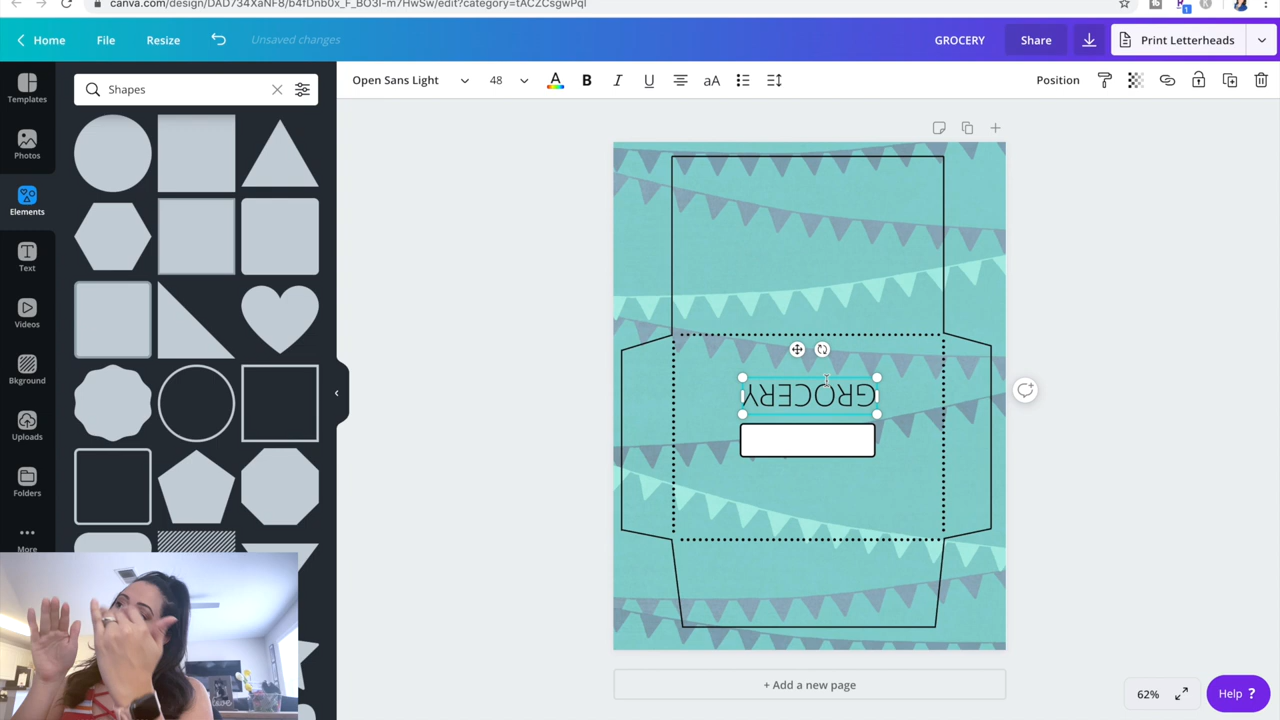 canva.com/design/DAD734XaNF8/b4fDnb0x_F_BO3I-m7HwSw/edit?category=tACZCsgwPqI
Home File Resize Unsaved changes GROCERY Share Print Letterheads
Open Sans Light 48 A B I U aA Position
Shapes
Templates
Photos
Elements
Text
Videos
Bkground
Uploads
Folders
More
GROCERY
+ Add a new page
62% Help ?